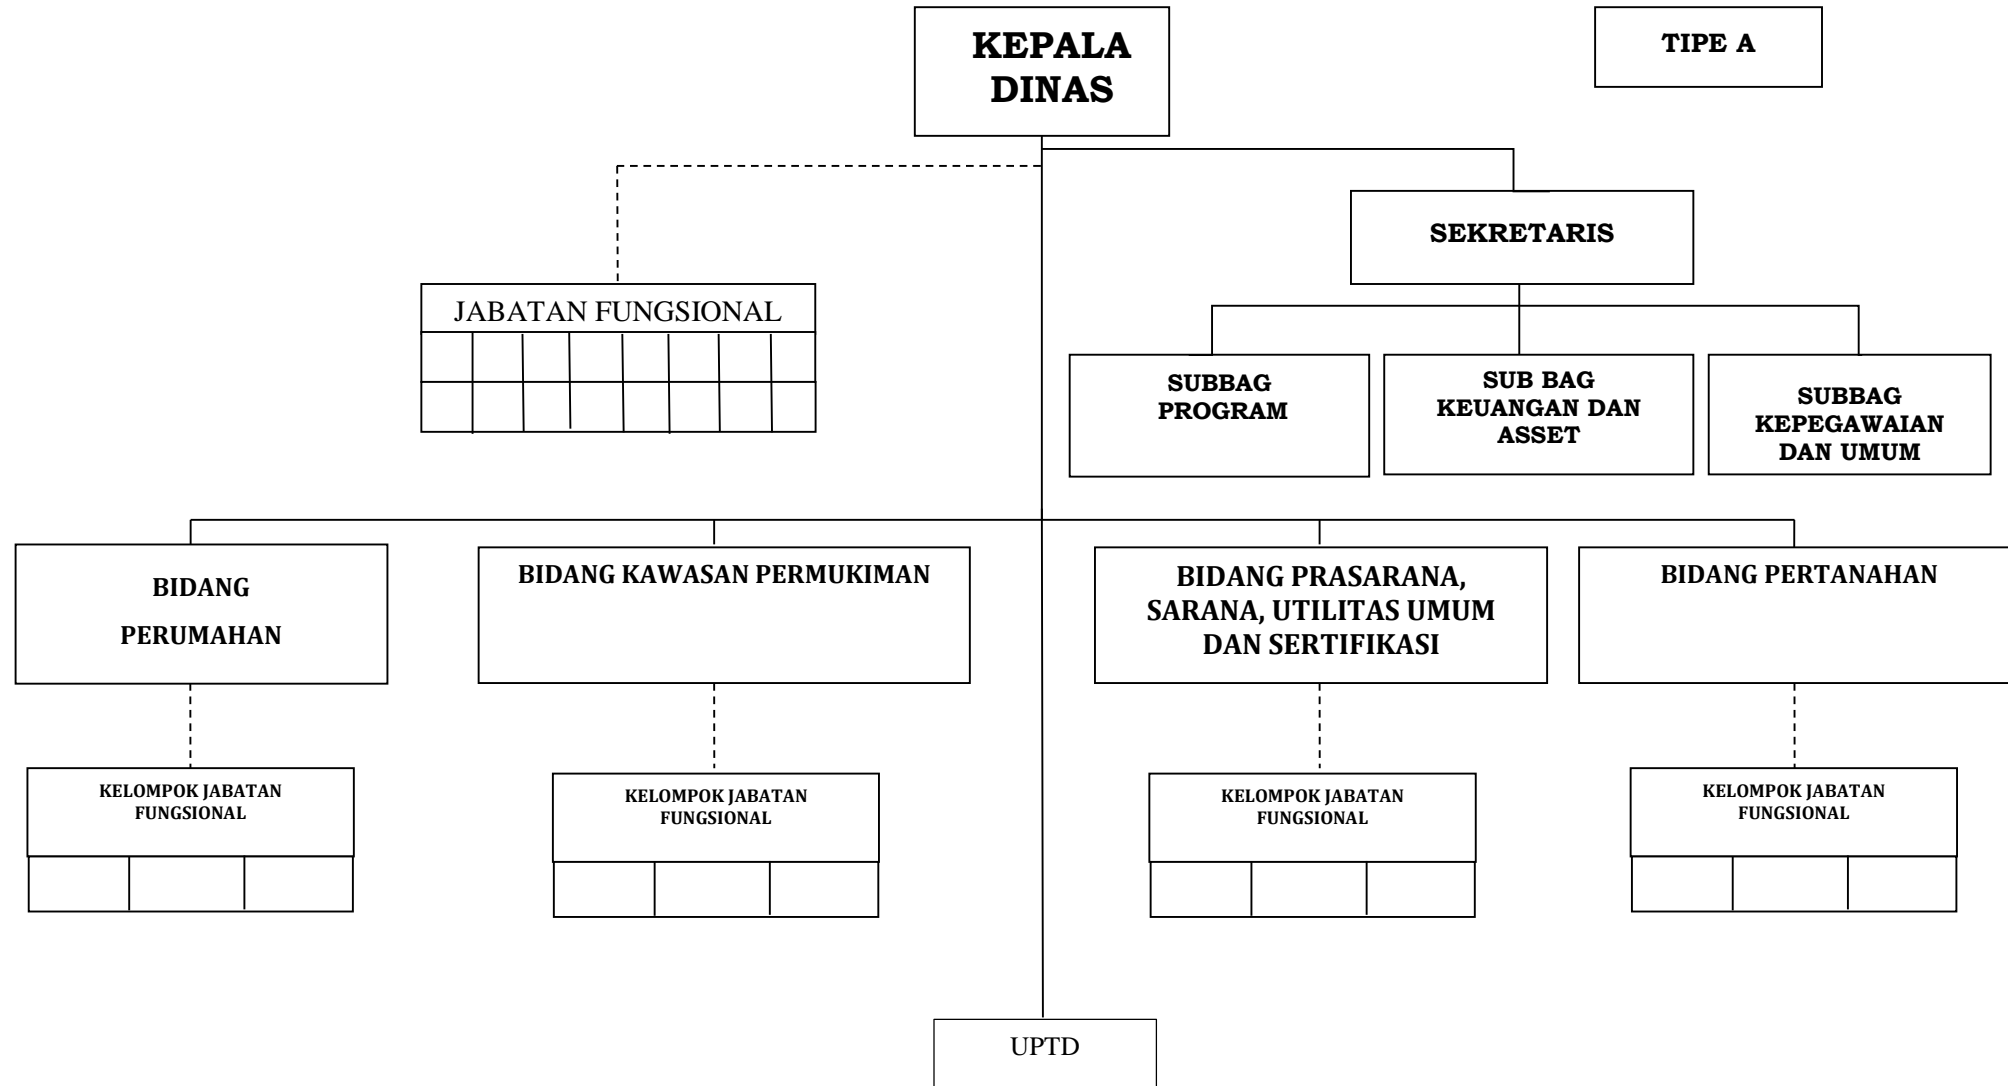 KEPALA
DINAS
TIPE A
SEKRETARIS
JABATAN FUNGSIONAL
SUBBAG
PROGRAM
SUB BAG
KEUANGAN DAN
ASSET
SUBBAG
KEPEGAWAIAN
DAN UMUM
BIDANG
PERUMAHAN
BIDANG KAWASAN PERMUKIMAN
BIDANG PRASARANA,
SARANA, UTILITAS UMUM
DAN SERTIFIKASI
BIDANG PERTANAHAN
KELOMPOK JABATAN
FUNGSIONAL
KELOMPOK JABATAN
FUNGSIONAL
KELOMPOK JABATAN
FUNGSIONAL
KELOMPOK JABATAN
FUNGSIONAL
UPTD